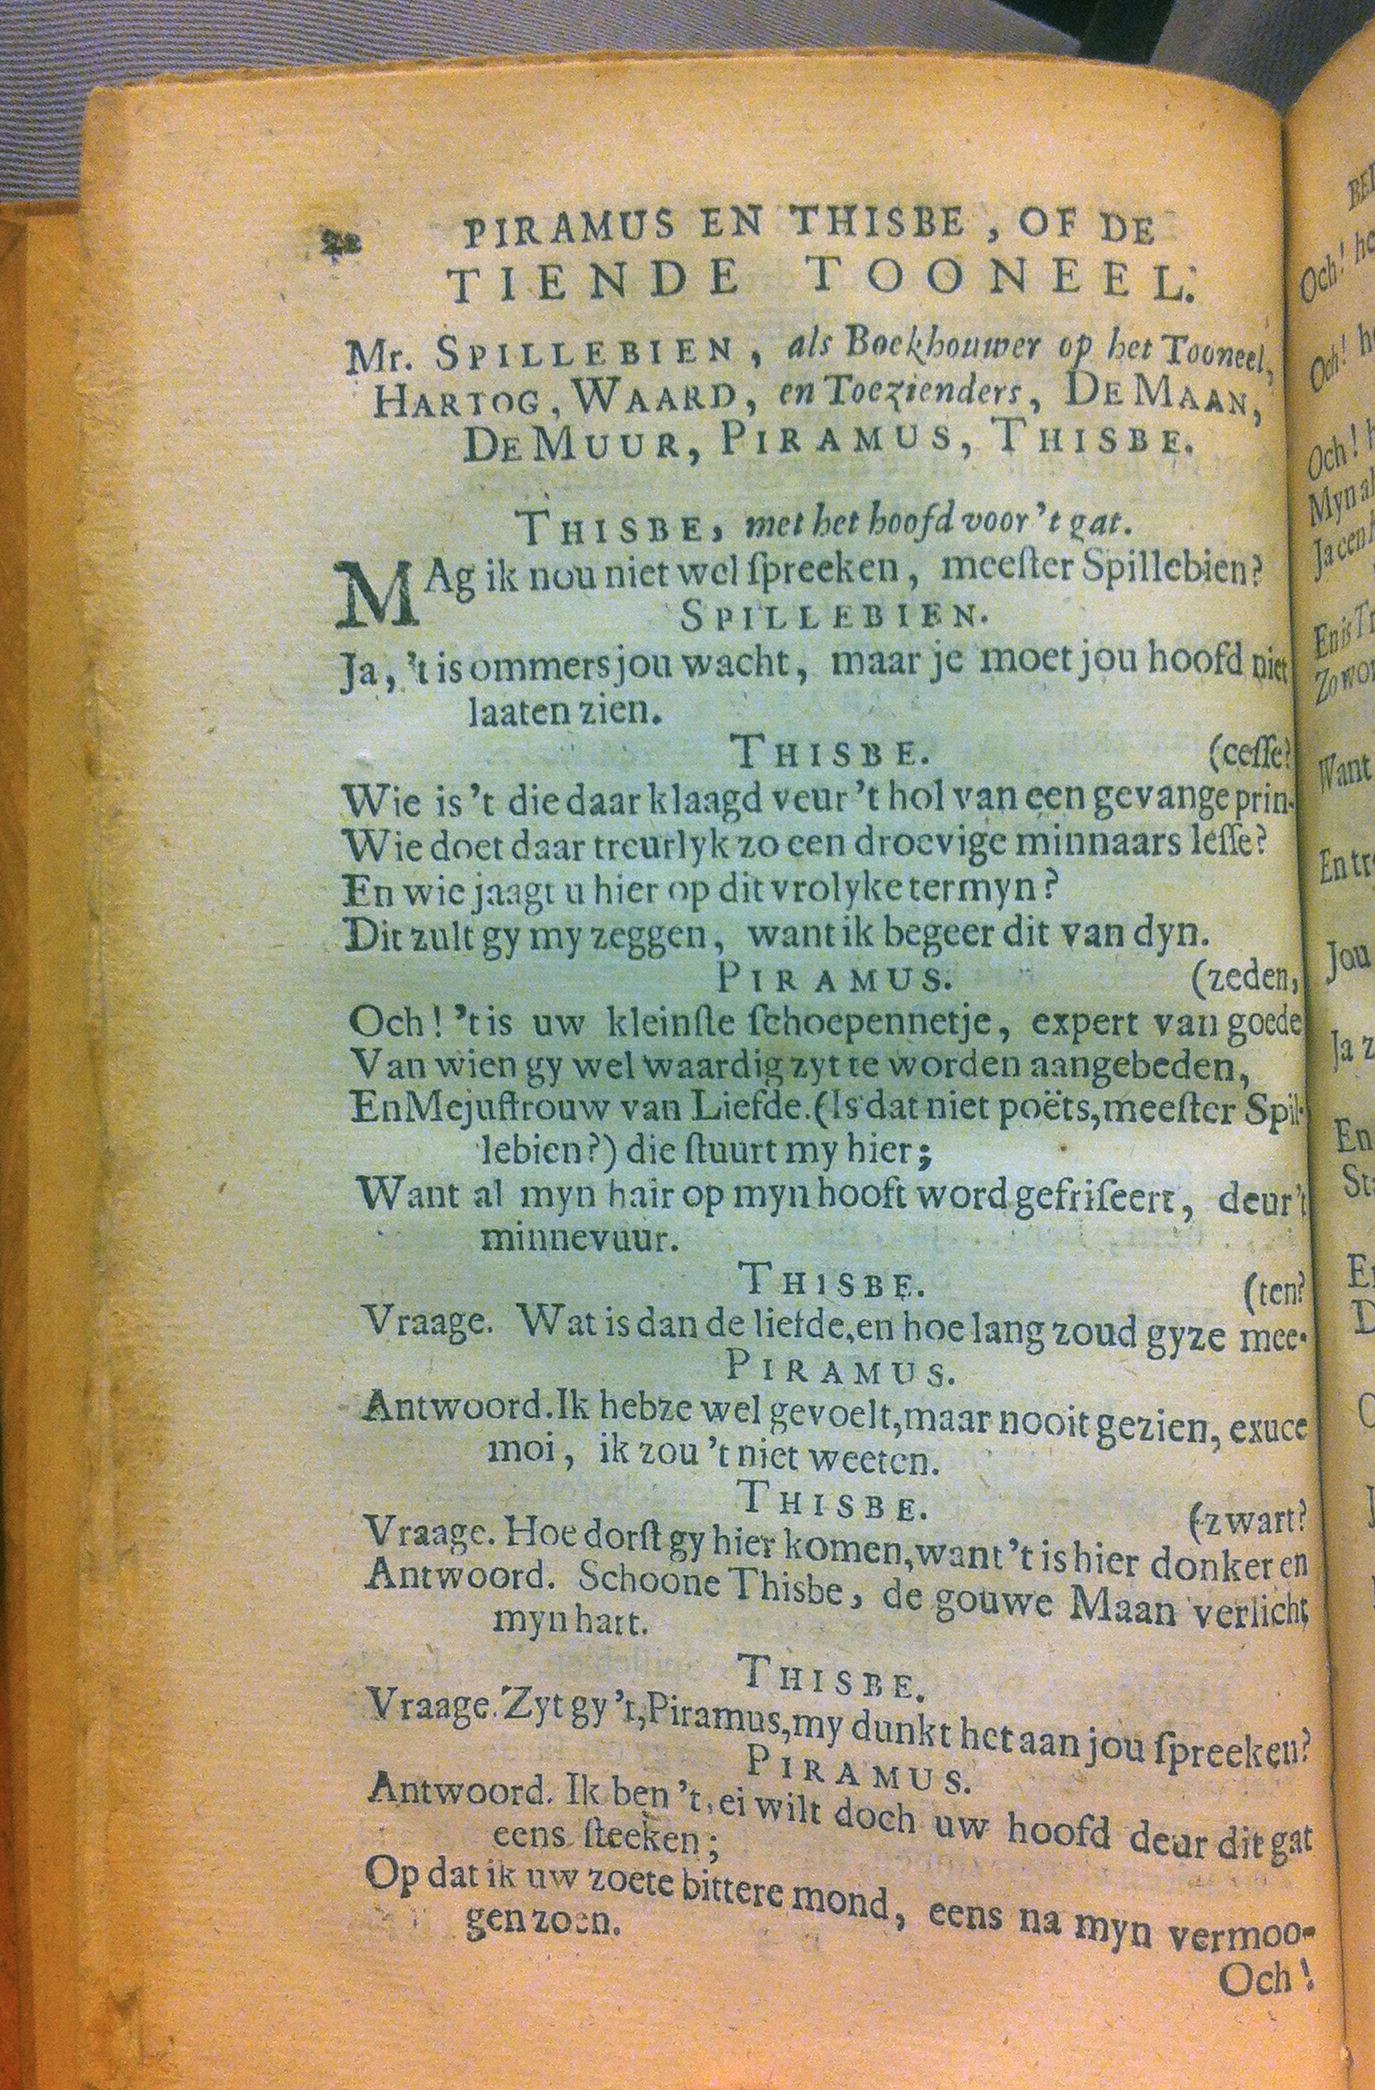 22 PIRAMUS EN THISBE, OF DE
TIENDE TOONEEL.
Mr. SPILLEBIEN, als Boekhouwer op het Tooneel,
HARTOG, WAARD, en Toezienders, DE MAAN,
DE MUUR, PIRAMUS, THISBE.
THISBE, met het hoofd voor 't gat.
MAg ik nou niet wel ſpreeken, meeſter Spillebien?
SPILLEBIEN.
Ja, 't is ommers jou wacht, maar je moet jou hoofd niet
laaten zien.
THISBE. (ceſſe?
Wie is 't die daar klaagd veur 't hol van een gevange prin-
Wie doet daar treurlyk zo een droevige minnaars leſſe?
En wie jaagt u hier op dit vrolyke termyn?
Dit zult gy my zeggen, want ik begeer dit van dyn.
PIRAMUS. (zeden,
Och! 't is uw kleinſte ſchoepennetje, expert van goede
Van wien gy wel waardig zyt te worden aangebeden,
En Mejuffrouw van Liefde. (Is dat niet poëts, meeſter Spil-
lebien?) die ſtuurt my hier;
Want al myn hair op myn hooft word gefriſeert, deur 't
minnevuur.
THISBE. (ten?
Vraage. Wat is dan de liefde, en hoe lang zoud gyze mee-
PIRAMUS.
Antwoord. Ik hebze wel gevoelt, maar nooit gezien, exuce
moi, ik zou 't niet weeten.
THISBE. (zwart?
Vraage. Hoe dorſt gy hier komen, want 't is hier donker en
Antwoord. Schoone Thisbe, de gouwe Maan verlicht
myn hart.
THISBE.
Vraage. Zyt gy 't, Piramus, my dunkt het aan jou ſpreeken?
PIRAMUS.
Antwoord. Ik ben 't, ei wilt doch uw hoofd deur dit gat
eens ſteeken;
Op dat ik uw zoete bittere mond, eens na myn vermoo-
gen zoen.
Och!
Och!
Och!
Och!
Want
Jou
Ja
En